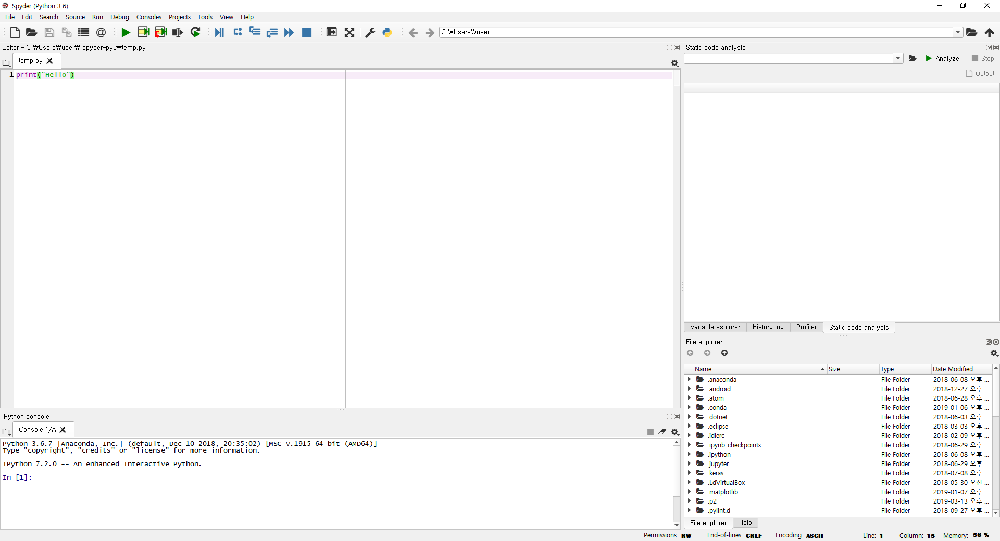 Spyder (Python 3.6)
File Edit Search Source Run Debug Consoles Projects Tools View Help
C:₩Users₩user
Editor - C:₩Users₩user₩.spyder-py3₩temp.py
temp.py
1 print("Hello")
Static code analysis
Analyze Stop
Output
Variable explorer History log Profiler Static code analysis
File explorer
Name Size Type Date Modified
.anaconda File Folder 2018-06-08 오후 ...
.android File Folder 2018-12-27 오후 ...
.atom File Folder 2018-06-28 오후 ...
.conda File Folder 2019-01-06 오후 ...
.dotnet File Folder 2018-06-03 오후 ...
.eclipse File Folder 2018-03-03 오후 ...
.idlerc File Folder 2018-02-09 오후 ...
.ipynb_checkpoints File Folder 2018-06-29 오후 ...
.ipython File Folder 2018-06-08 오후 ...
.jupyter File Folder 2018-06-29 오후 ...
.keras File Folder 2018-07-08 오후 ...
.LdVirtualBox File Folder 2018-05-30 오전 ...
.matplotlib File Folder 2019-01-07 오후 ...
.p2 File Folder 2019-03-13 오후 ...
.pylint.d File Folder 2018-09-27 오후 ...
File explorer Help
IPython console
Console 1/A
Python 3.6.7 |Anaconda, Inc.| (default, Dec 10 2018, 20:35:02) [MSC v.1915 64 bit (AMD64)]
Type "copyright", "credits" or "license" for more information.
IPython 7.2.0 -- An enhanced Interactive Python.
In [1]:
Permissions: RW End-of-lines: CRLF Encoding: ASCII Line: 1 Column: 15 Memory: 56 %